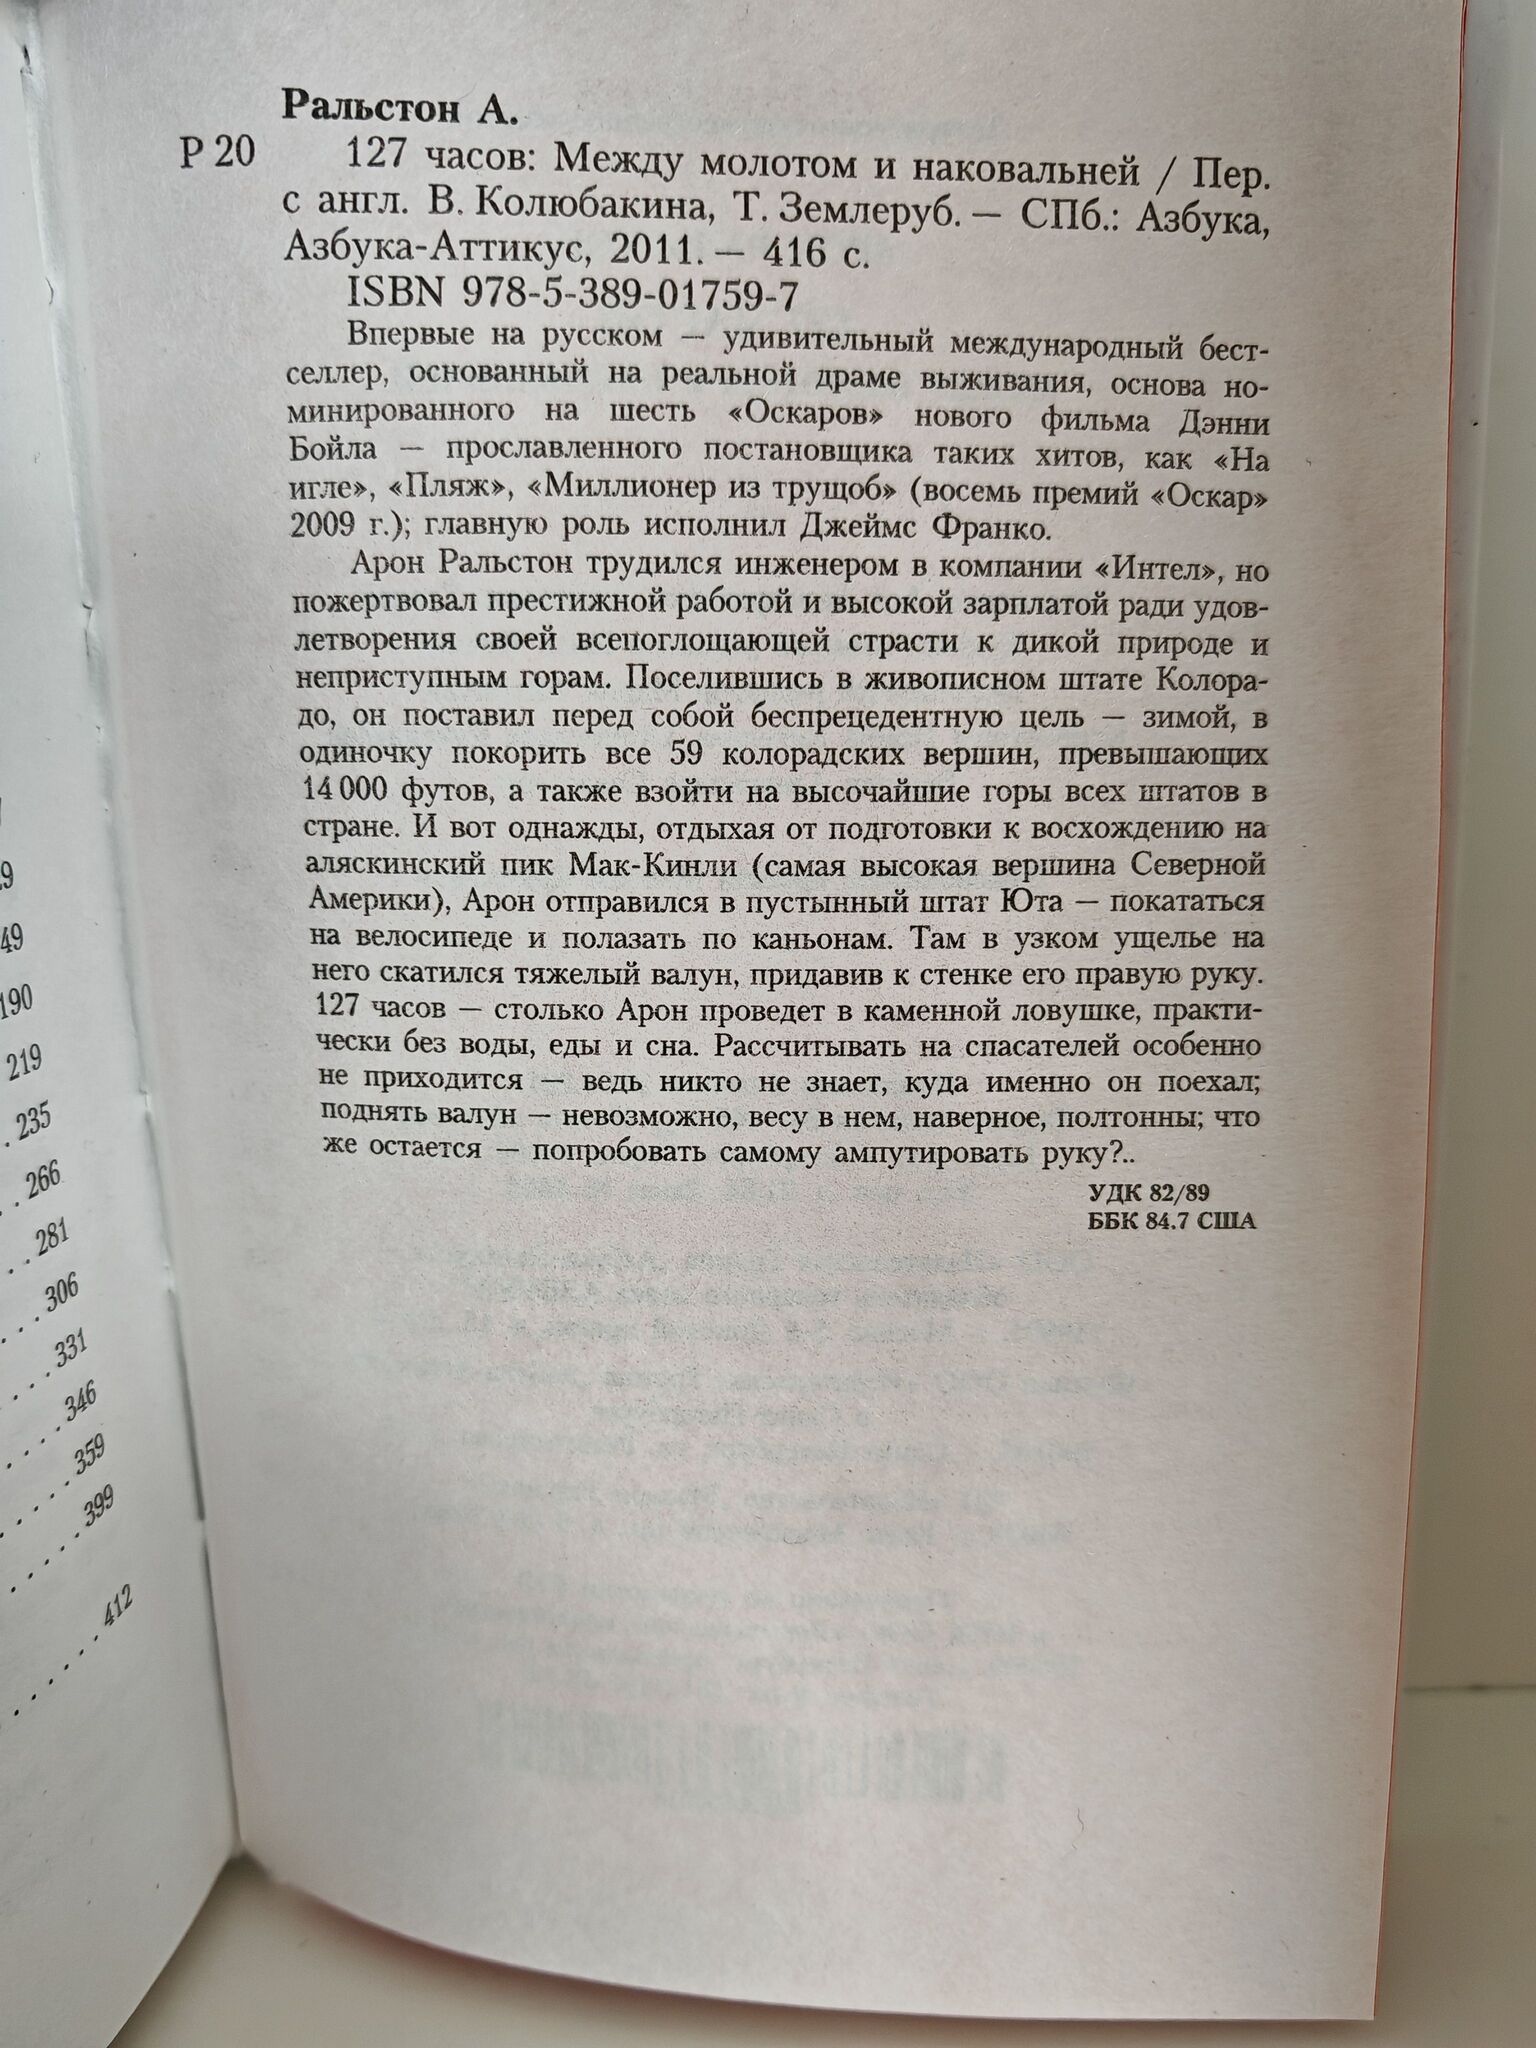 Ральстон А.
Р 20 127 часов: Между молотом и наковальней / Пер.
с англ. В. Колюбакина, Т. Землеруб. — СПб.: Азбука,
Азбука-Аттикус, 2011. — 416 с.
ISBN 978-5-389-01759-7
Впервые на русском — удивительный международный бест-
селлер, основанный на реальной драме выживания, основа но-
минированного на шесть «Оскаров» нового фильма Дэнни
Бойла — прославленного постановщика таких хитов, как «На
игле», «Пляж», «Миллионер из трущоб» (восемь премий «Оскар»
2009 г.); главную роль исполнил Джеймс Франко.
Арон Ральстон трудился инженером в компании «Интел», но
пожертвовал престижной работой и высокой зарплатой ради удов-
летворения своей всепоглощающей страсти к дикой природе и
неприступным горам. Поселившись в живописном штате Колора-
до, он поставил перед собой беспрецедентную цель — зимой, в
одиночку покорить все 59 колорадских вершин, превышающих
14 000 футов, а также взойти на высочайшие горы всех штатов в
стране. И вот однажды, отдыхая от подготовки к восхождению на
аляскинский пик Мак-Кинли (самая высокая вершина Северной
Америки), Арон отправился в пустынный штат Юта — покататься
на велосипеде и полазать по каньонам. Там в узком ущелье на
него скатился тяжелый валун, придавив к стенке его правую руку.
127 часов — столько Арон проведет в каменной ловушке, практи-
чески без воды, еды и сна. Рассчитывать на спасателей особенно
не приходится — ведь никто не знает, куда именно он поехал;
поднять валун — невозможно, весу в нем, наверное, полтонны; что
же остается — попробовать самому ампутировать руку?..
УДК 82/89
ББК 84.7 США
49
190
219
235
266
281
306
331
346
359
399
412